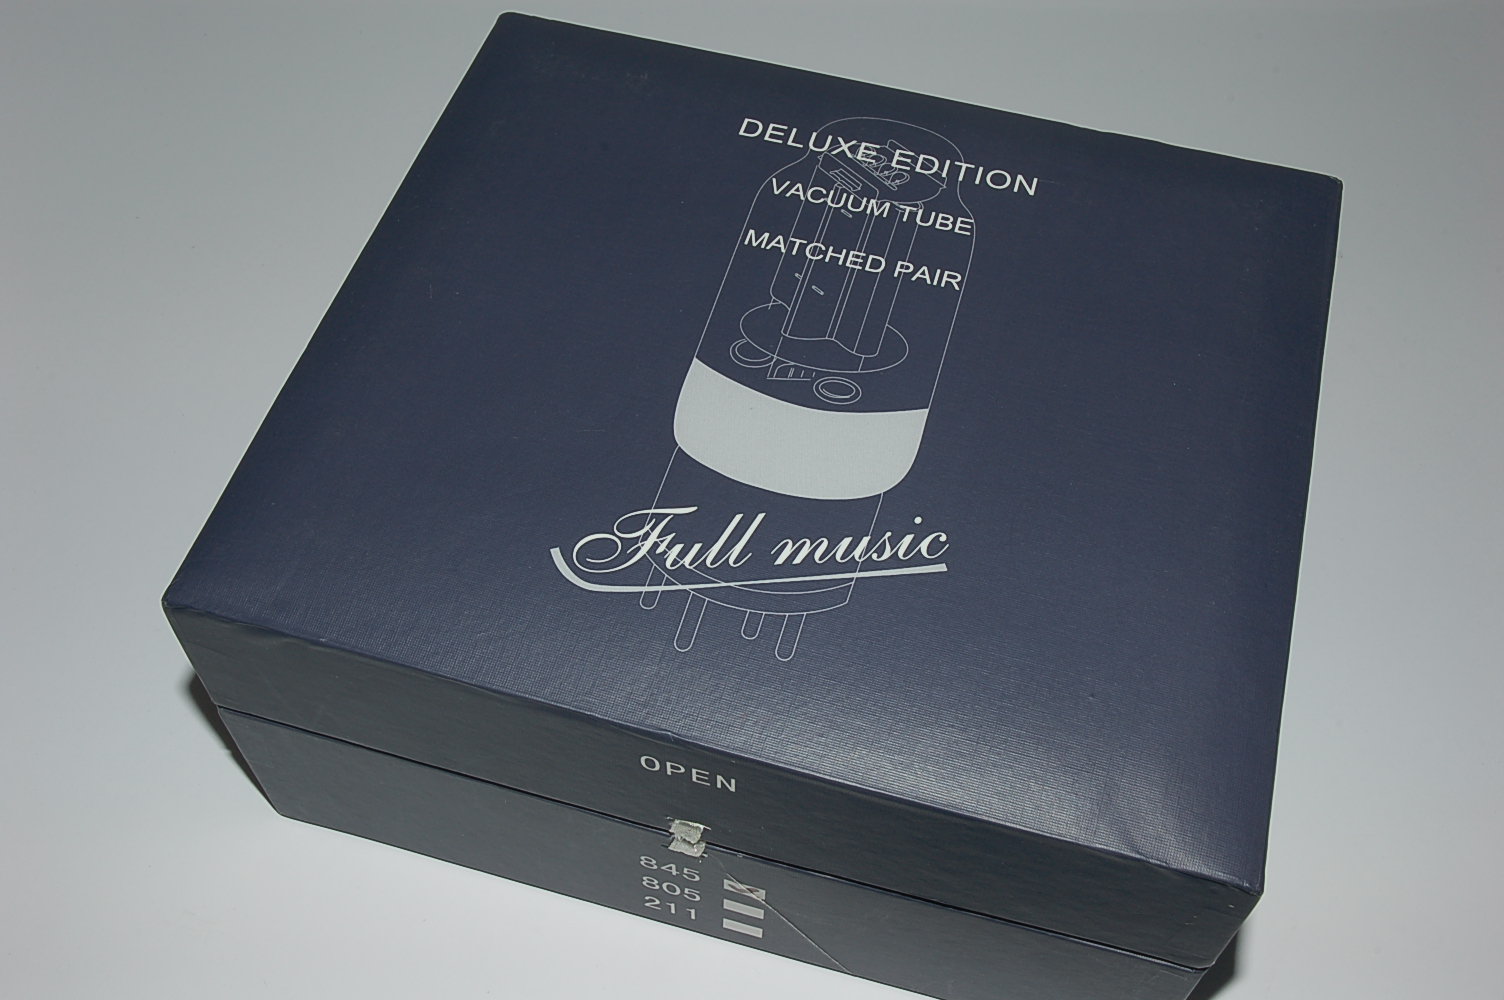 DELUXE EDITION
VACUUM TUBE
MATCHED PAIR
Full music
OPEN
845
805
211